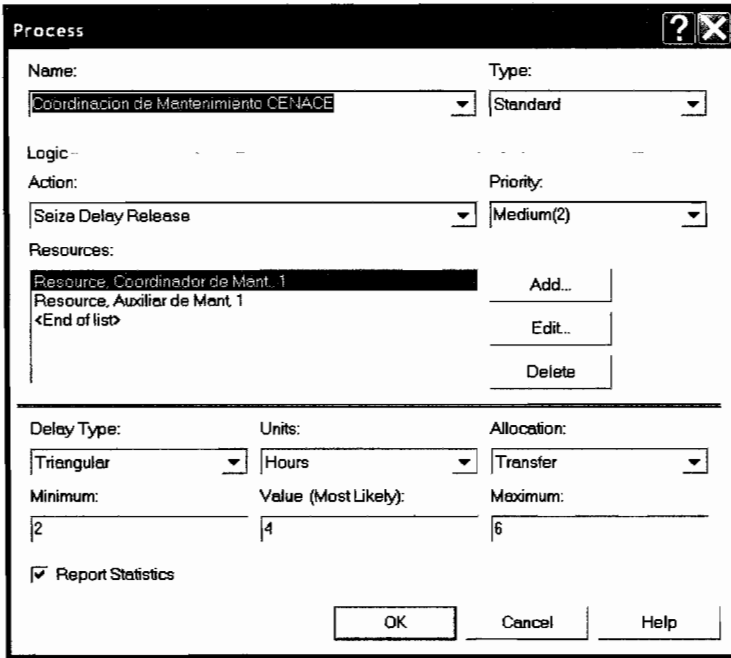 Process
Name: Type:
Coordinacion de Mantenimiento CENACE Standard
Logic
Action: Priority:
Seize Delay Release Medium(2)
Resources:
Resource, Coordinador de Mant., 1
Resource, Auxiliar de Mant, 1
<End of list>
Add...
Edit...
Delete
Delay Type: Units: Allocation:
Triangular Hours Transfer
Minimum: Value (Most Likely): Maximum:
2 4 6
Report Statistics
OK Cancel Help